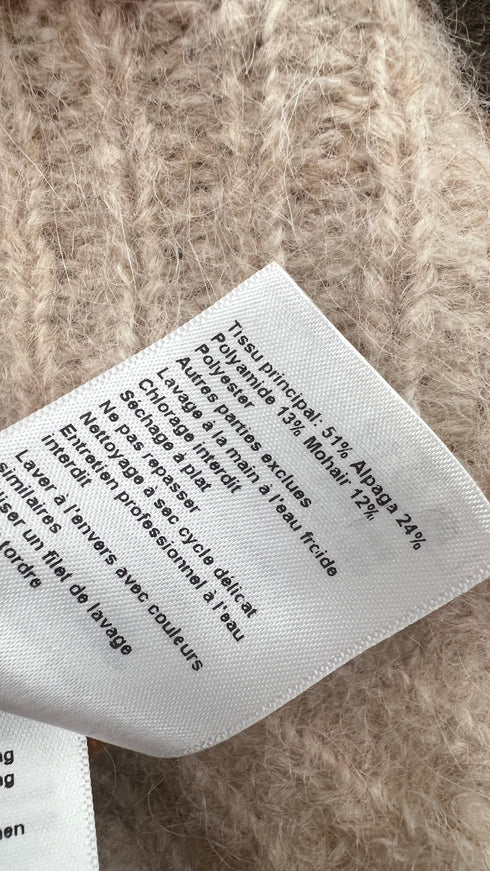 Tissu principal: 51% Alpaga 24%
Polyamide 13% Mohair 12%
Polyester
Autres parties exclues
Lavage à la main à l'eau froide
Chlorage interdit
Séchage à plat
Ne pas repasser
Nettoyage à sec cycle délicat
Entretien professionnel à l'eau
interdit
Laver à l'envers avec couleurs
similaires
un filet de lavage
tordre